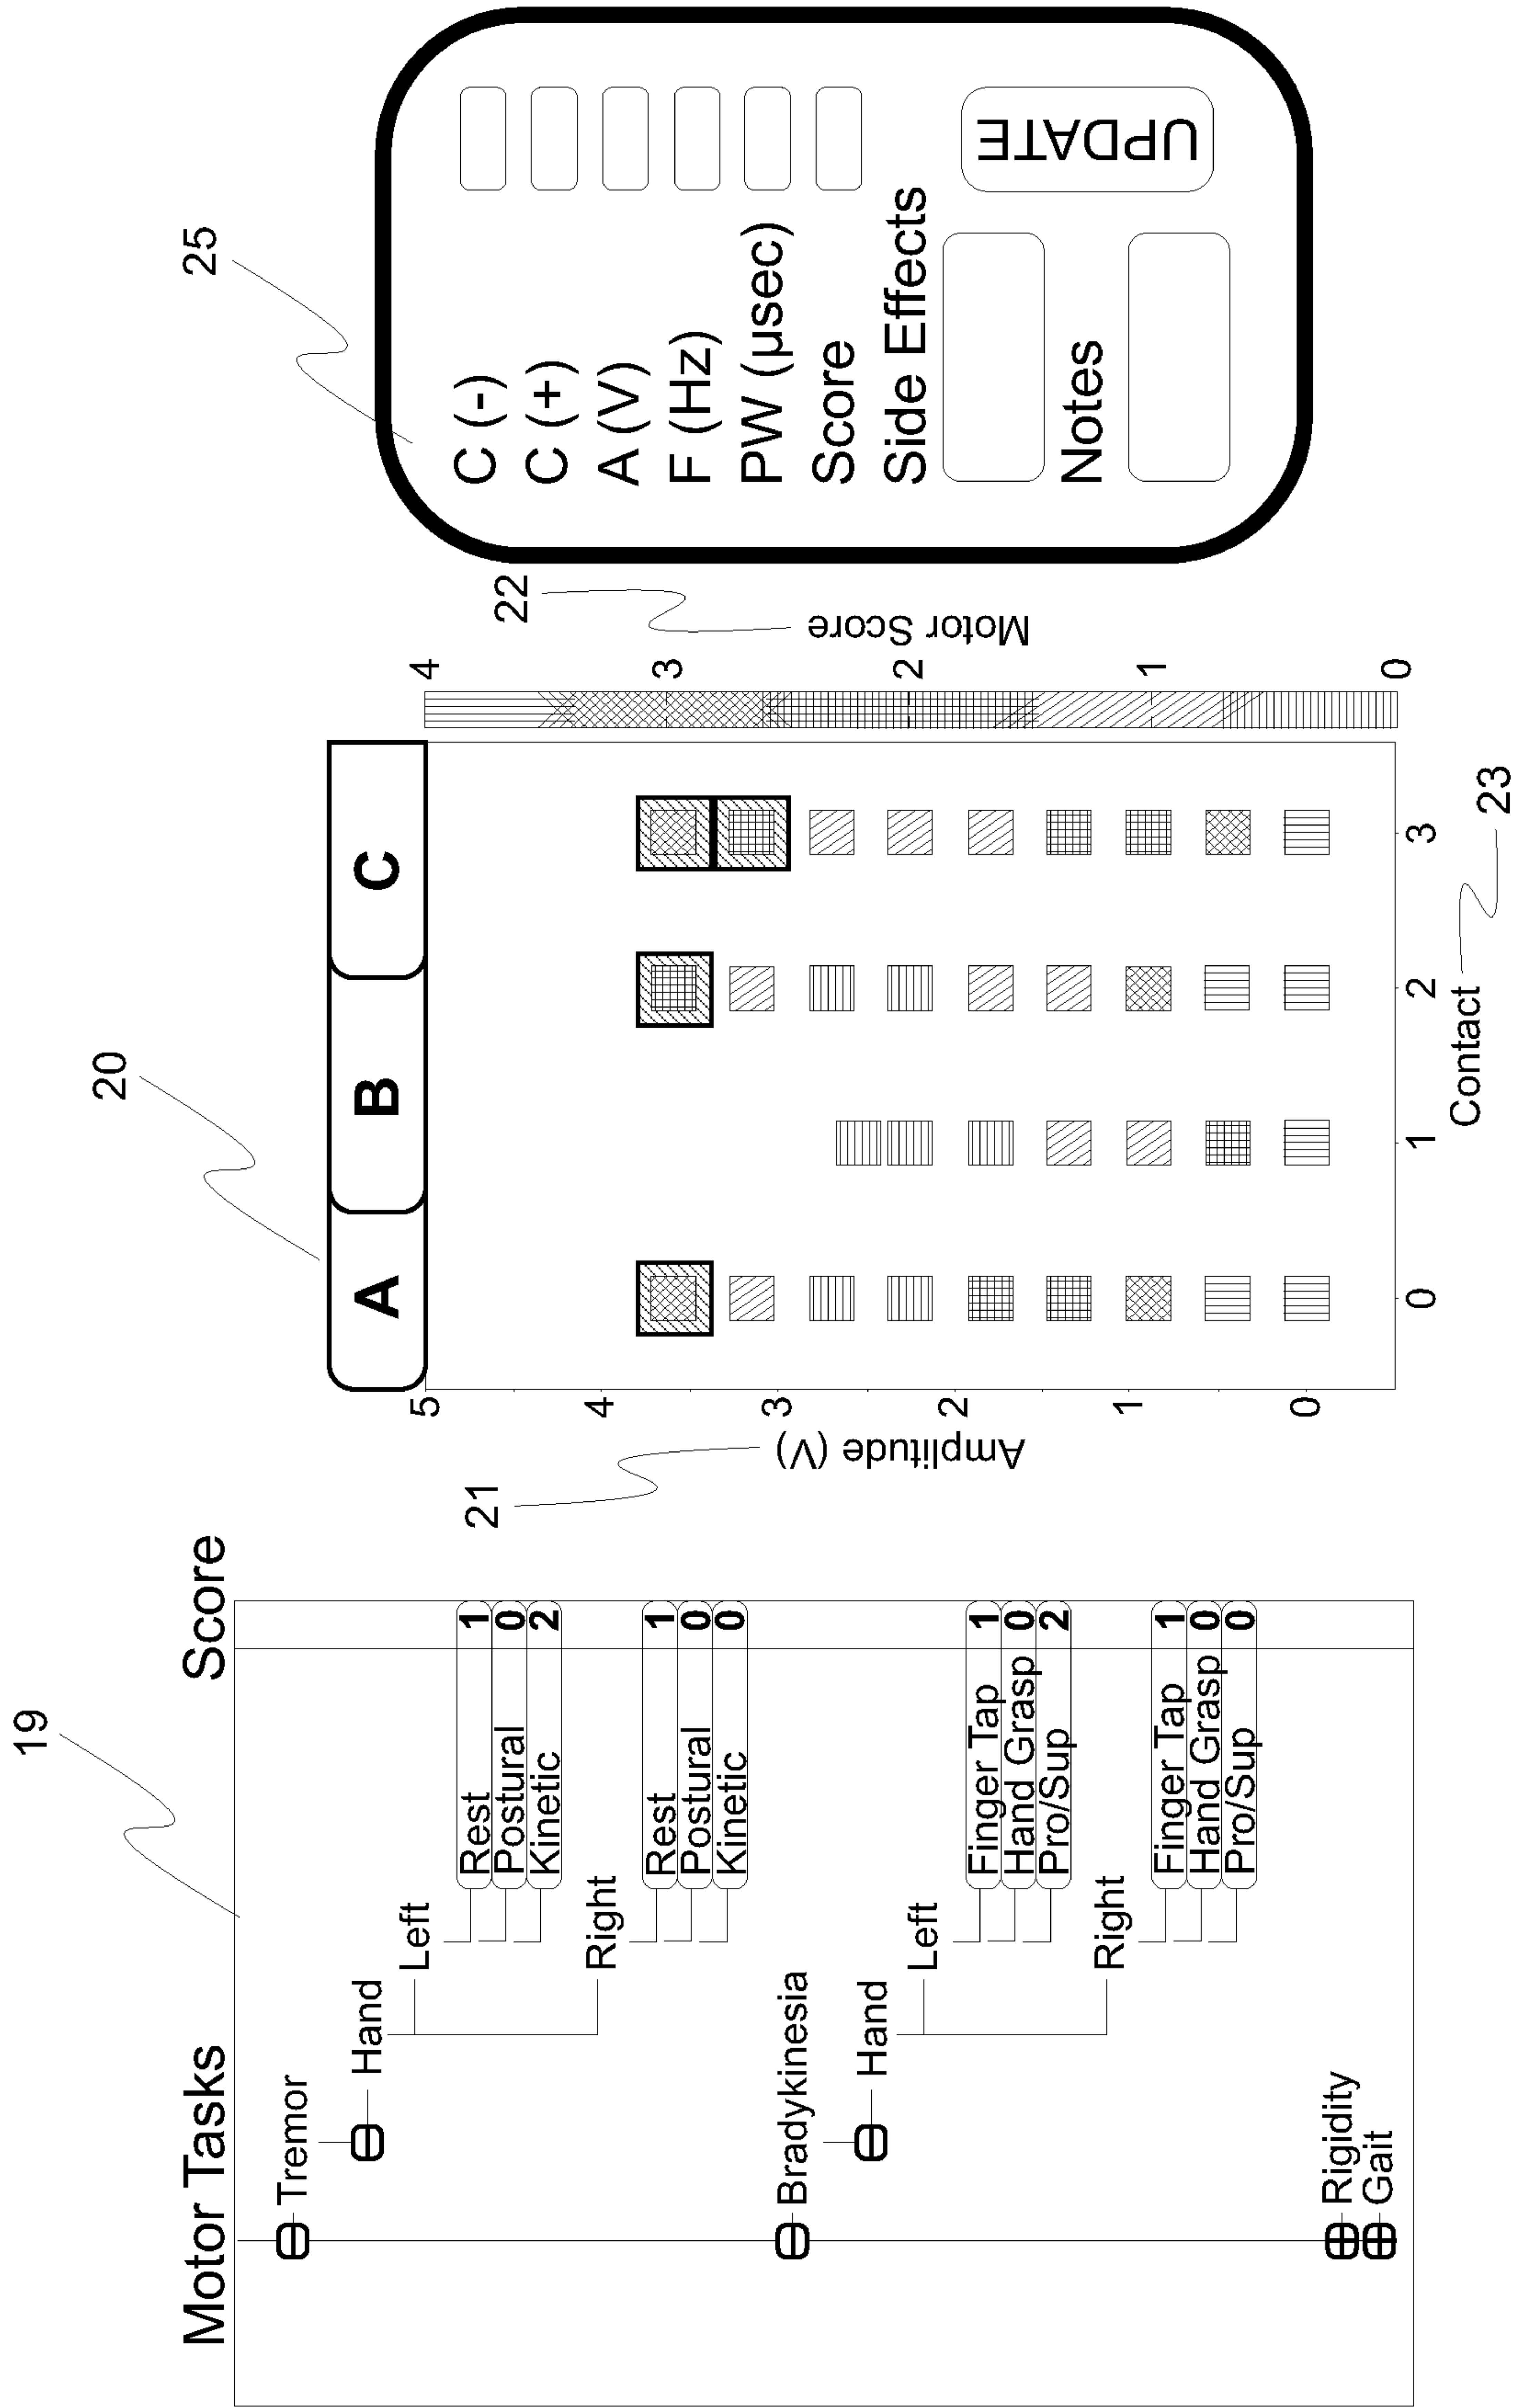 19
Motor Tasks
Score
Tremor
Hand
Left
Rest 1
Postural 0
Kinetic 2
Right
Rest 1
Postural 0
Kinetic 0
Bradykinesia
Hand
Left
Finger Tap 1
Hand Grasp 0
Pro/Sup 2
Right
Finger Tap 1
Hand Grasp 0
Pro/Sup 0
Rigidity
Gait
20
A B C
21
Amplitude (V)
5
4
3
2
1
0
0 1 2 3
Contact
23
4
3
2
1
0
Motor Score
22
25
C (-)
C (+)
A (V)
F (Hz)
PW (µsec)
Score
Side Effects
Notes
UPDATE